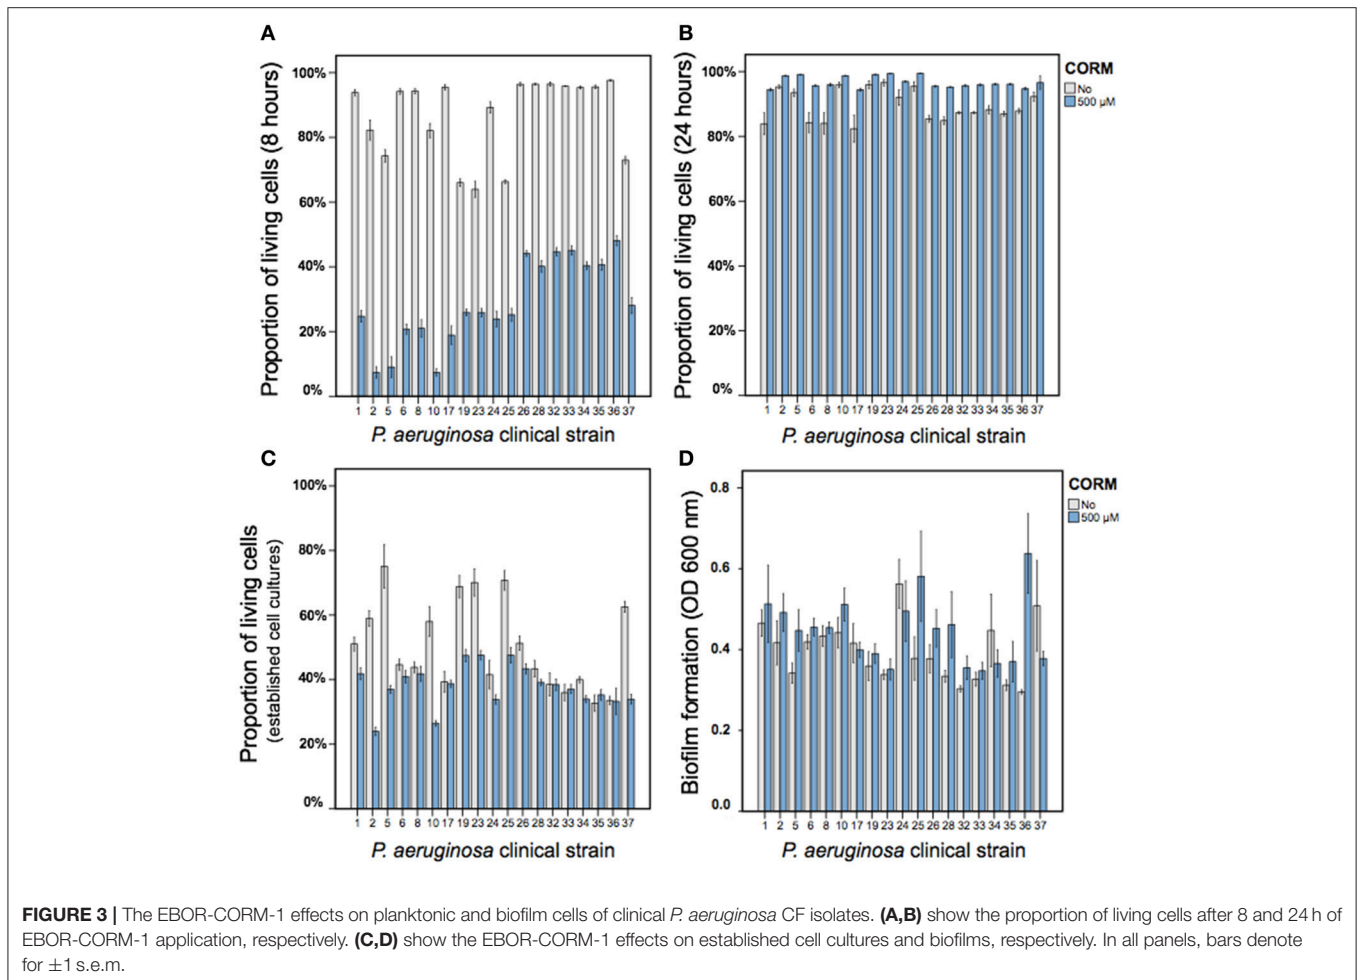 A
Proportion of living cells (8 hours)
100%
80%
60%
40%
20%
0%
1 2 5 6 8 10 17 19 23 24 25 26 28 32 33 34 35 36 37
P. aeruginosa clinical strain
B
Proportion of living cells (24 hours)
100%
80%
60%
40%
20%
0%
1 2 5 6 8 10 17 19 23 24 25 26 28 32 33 34 35 36 37
P. aeruginosa clinical strain
CORM
No
500 µM
C
Proportion of living cells
(established cell cultures)
100%
80%
60%
40%
20%
0%
1 2 5 6 8 10 17 19 23 24 25 26 28 32 33 34 35 36 37
P. aeruginosa clinical strain
D
Biofilm formation (OD 600 nm)
0.8
0.6
0.4
0.2
0.0
1 2 5 6 8 10 17 19 23 24 25 26 28 32 33 34 35 36 37
P. aeruginosa clinical strain
CORM
No
500 µM
FIGURE 3 | The EBOR-CORM-1 effects on planktonic and biofilm cells of clinical P. aeruginosa CF isolates. (A,B) show the proportion of living cells after 8 and 24 h of
EBOR-CORM-1 application, respectively. (C,D) show the EBOR-CORM-1 effects on established cell cultures and biofilms, respectively. In all panels, bars denote
for ±1 s.e.m.